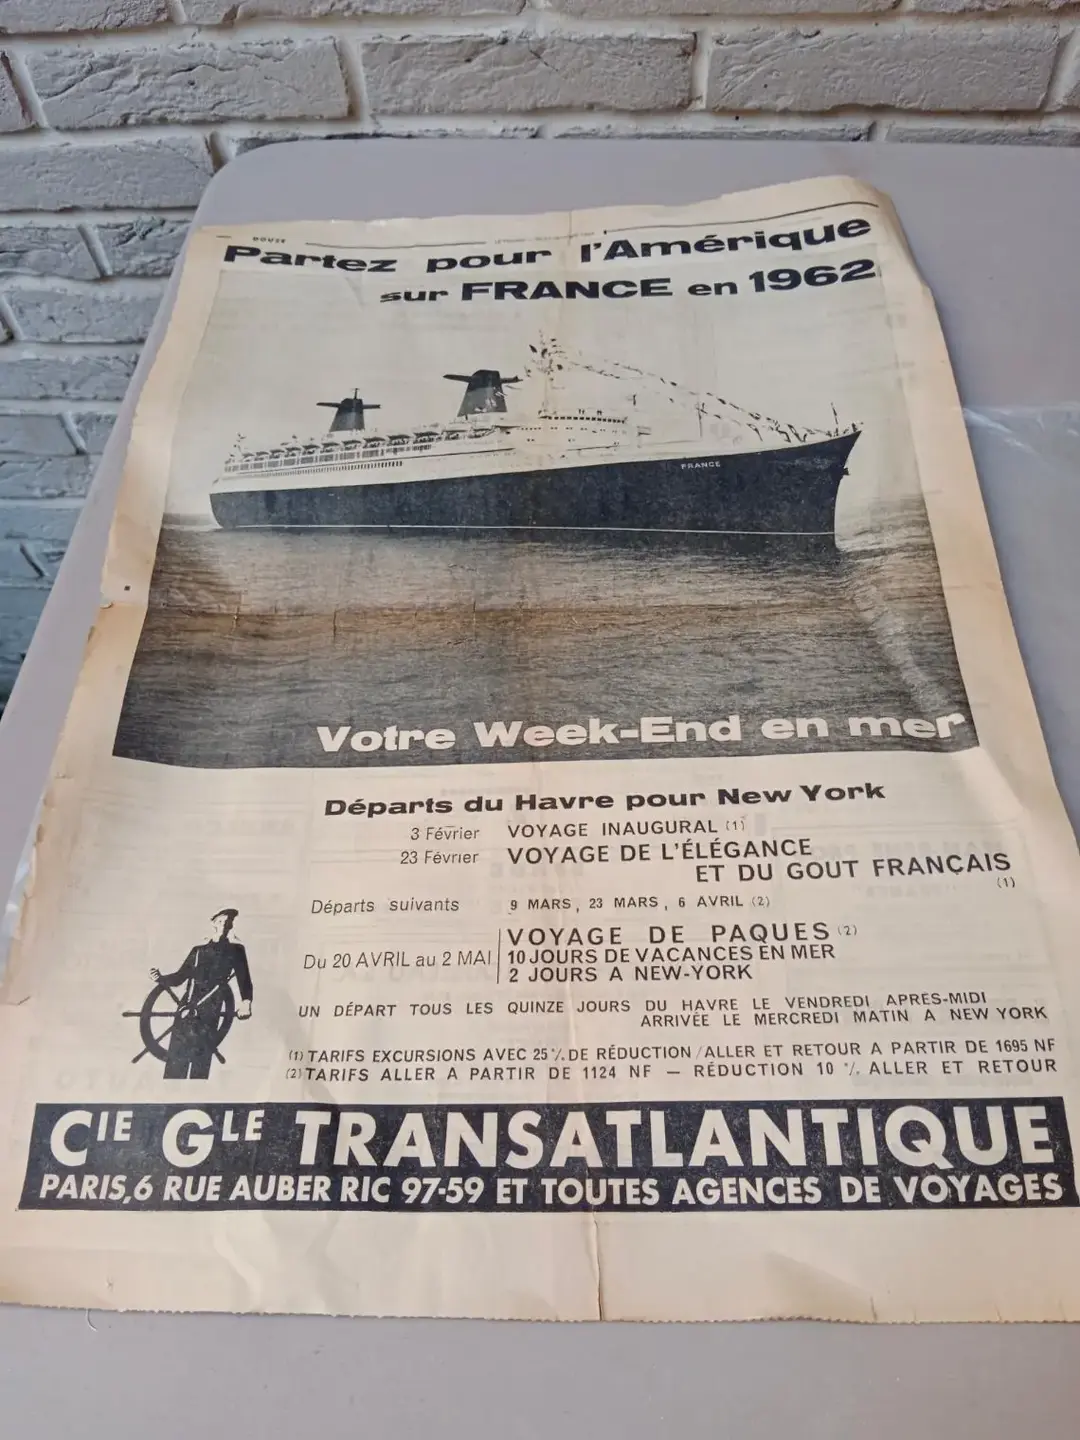 DOUZE
Partez pour l'Amérique
sur FRANCE en 1962
FRANCE
Votre Week-End en mer
Départs du Havre pour New York
3 Février VOYAGE INAUGURAL (1)
23 Février VOYAGE DE L'ÉLÉGANCE
ET DU GOUT FRANÇAIS
(1)
Départs suivants 9 MARS, 23 MARS, 6 AVRIL (2)
VOYAGE DE PAQUES (2)
Du 20 AVRIL au 2 MAI 10 JOURS DE VACANCES EN MER
2 JOURS A NEW-YORK
UN DÉPART TOUS LES QUINZE JOURS DU HAVRE LE VENDREDI APRES-MIDI
ARRIVÉE LE MERCREDI MATIN A NEW YORK
(1) TARIFS EXCURSIONS AVEC 25 % DE RÉDUCTION / ALLER ET RETOUR A PARTIR DE 1695 NF
(2) TARIFS ALLER A PARTIR DE 1124 NF — RÉDUCTION 10 % ALLER ET RETOUR
CIE GLE TRANSATLANTIQUE
PARIS, 6 RUE AUBER RIC 97-59 ET TOUTES AGENCES DE VOYAGES